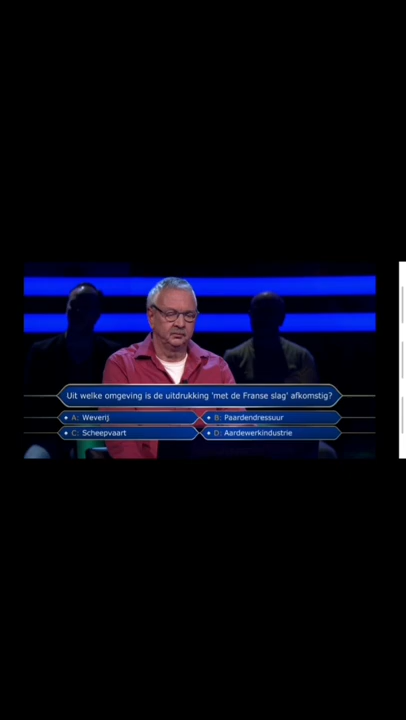 Uit welke omgeving is de uitdrukking 'met de Franse slag' afkomstig?
A: Weverij
B: Paardendressuur
C: Scheepvaart
D: Aardewerkindustrie